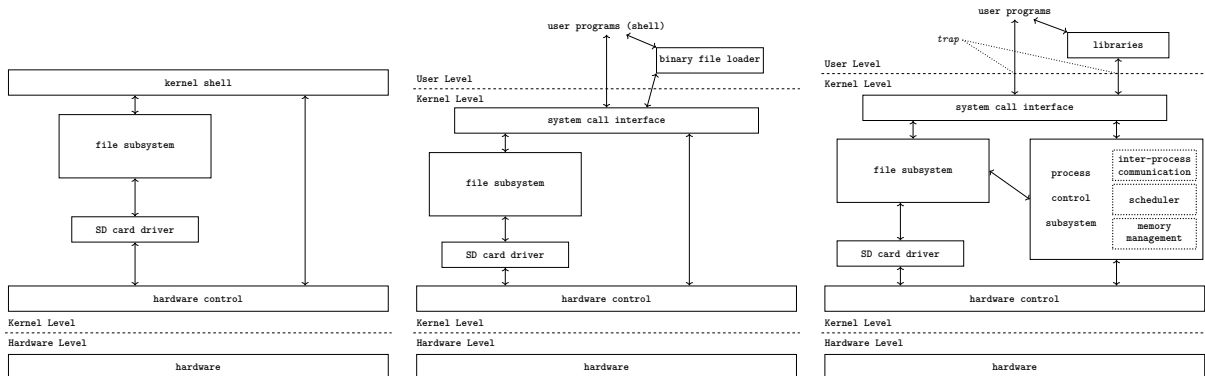 kernel shell
file subsystem
SD card driver
hardware control
Kernel Level
Hardware Level
hardware
user programs (shell)
binary file loader
User Level
Kernel Level
system call interface
file subsystem
SD card driver
hardware control
Kernel Level
Hardware Level
hardware
user programs
trap
libraries
User Level
Kernel Level
system call interface
file subsystem
process
control
subsystem
inter-process
communication
scheduler
memory
management
SD card driver
hardware control
Kernel Level
Hardware Level
hardware